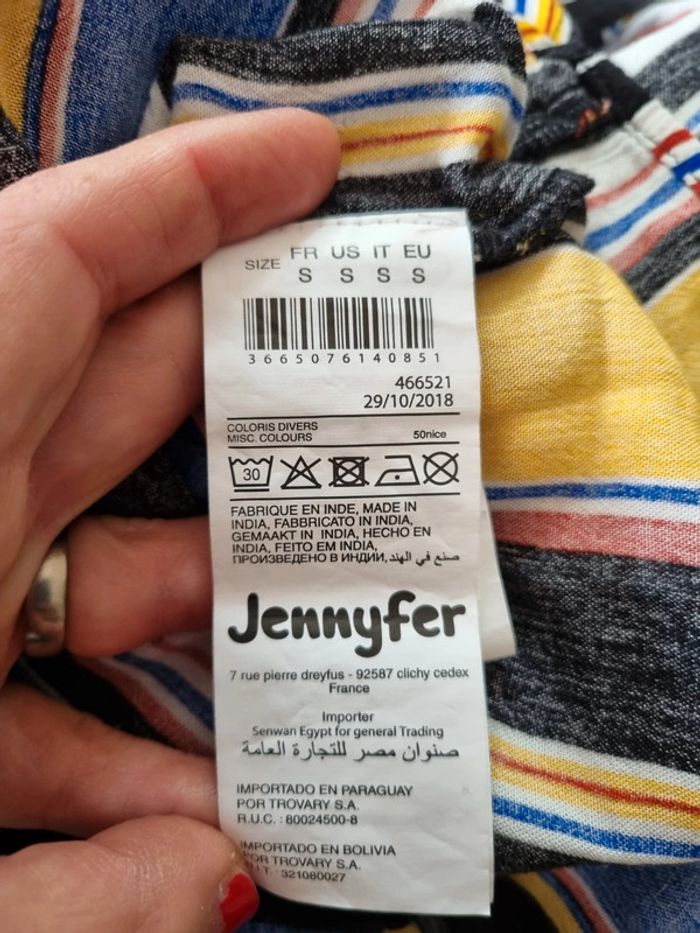 SIZE FR US IT EU
S S S S
3665076140851
466521
29/10/2018
COLORIS DIVERS
MISC. COLOURS 50nice
30
FABRIQUE EN INDE, MADE IN
INDIA, FABBRICATO IN INDIA,
GEMAAKT IN INDIA, HECHO EN
INDIA, FEITO EM INDIA,
ПРОИЗВЕДЕНО В ИНДИИ, صنع في الهند
Jennyfer
7 rue pierre dreyfus - 92587 clichy cedex
France
Importer
Senwan Egypt for general Trading
صنوان مصر للتجارة العامة
IMPORTADO EN PARAGUAY
POR TROVARY S.A.
R.U.C. : 80024500-8
IMPORTADO EN BOLIVIA
POR TROVARY S.A.
321080027